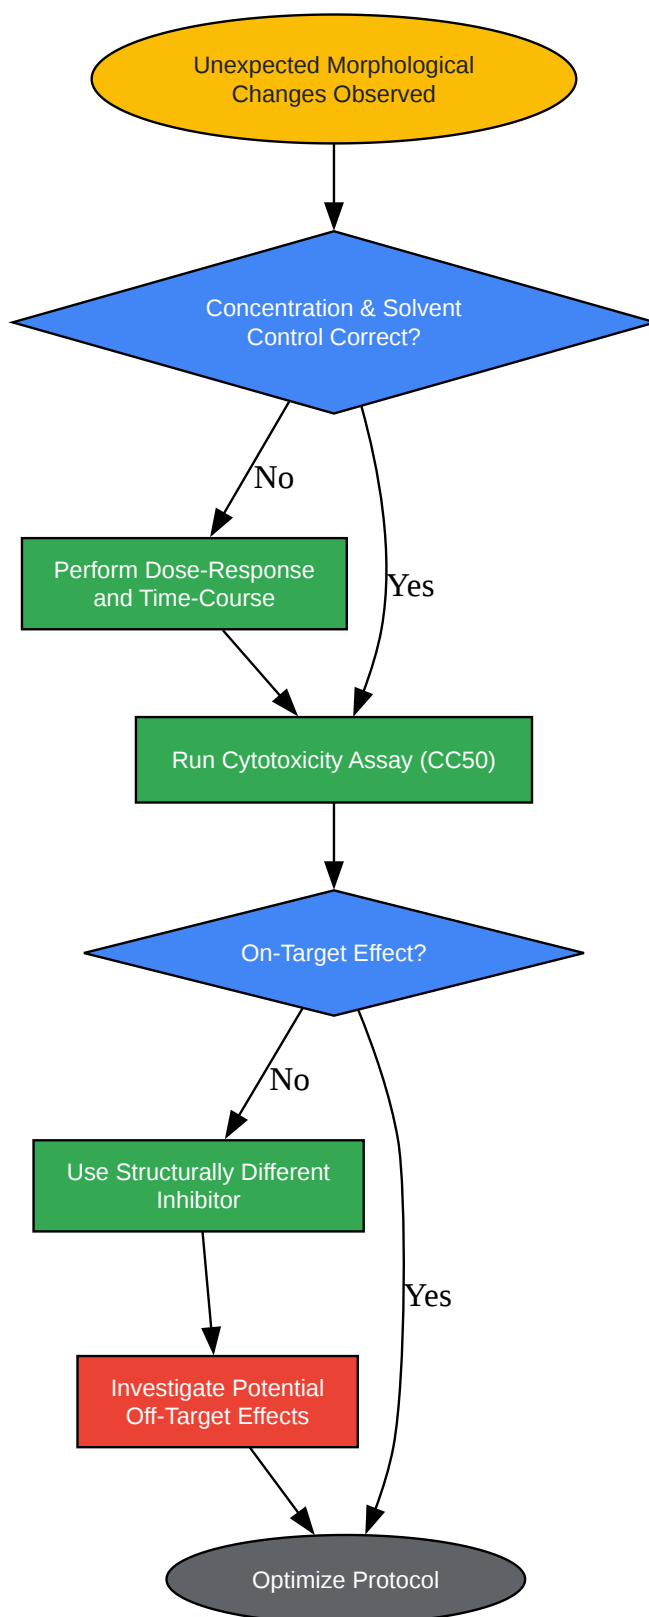 Unexpected Morphological
Changes Observed
Concentration & Solvent
Control Correct?
No
Perform Dose-Response
and Time-Course
Yes
Run Cytotoxicity Assay (CC50)
On-Target Effect?
No
Use Structurally Different
Inhibitor
Yes
Investigate Potential
Off-Target Effects
Optimize Protocol